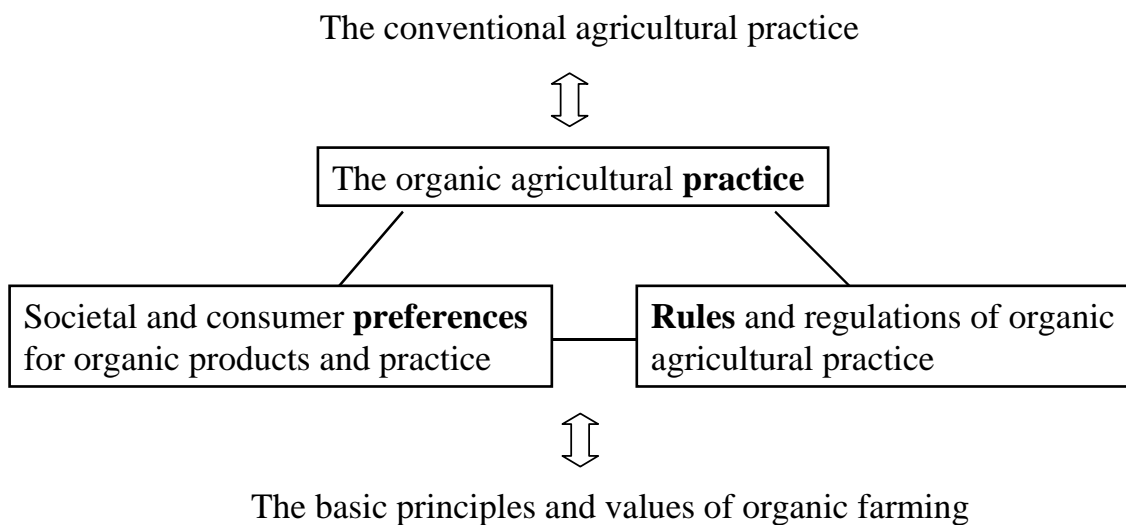 The conventional agricultural practice
The organic agricultural practice
Societal and consumer preferences
for organic products and practice
Rules and regulations of organic
agricultural practice
The basic principles and values of organic farming